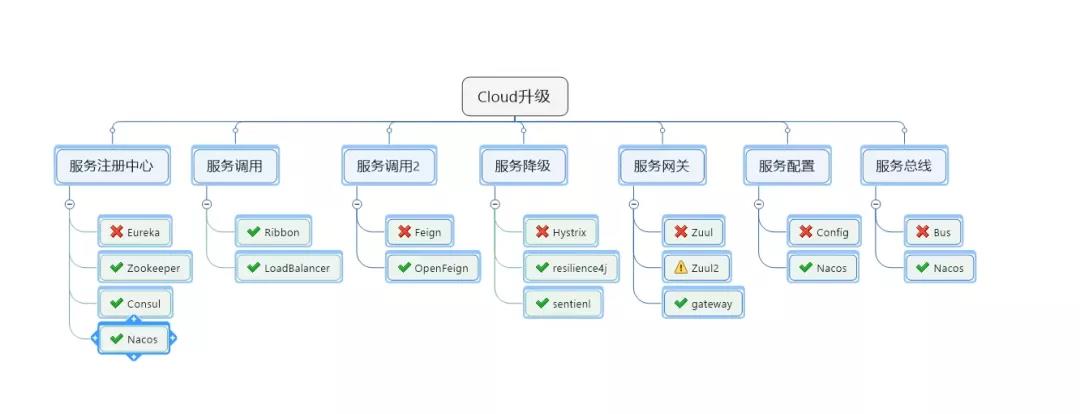 Cloud升级
服务注册中心
服务调用
服务调用2
服务降级
服务网关
服务配置
服务总线
Eureka
Zookeeper
Consul
Nacos
Ribbon
LoadBalancer
Feign
OpenFeign
Hystrix
resilience4j
sentienl
Zuul
Zuul2
gateway
Config
Nacos
Bus
Nacos